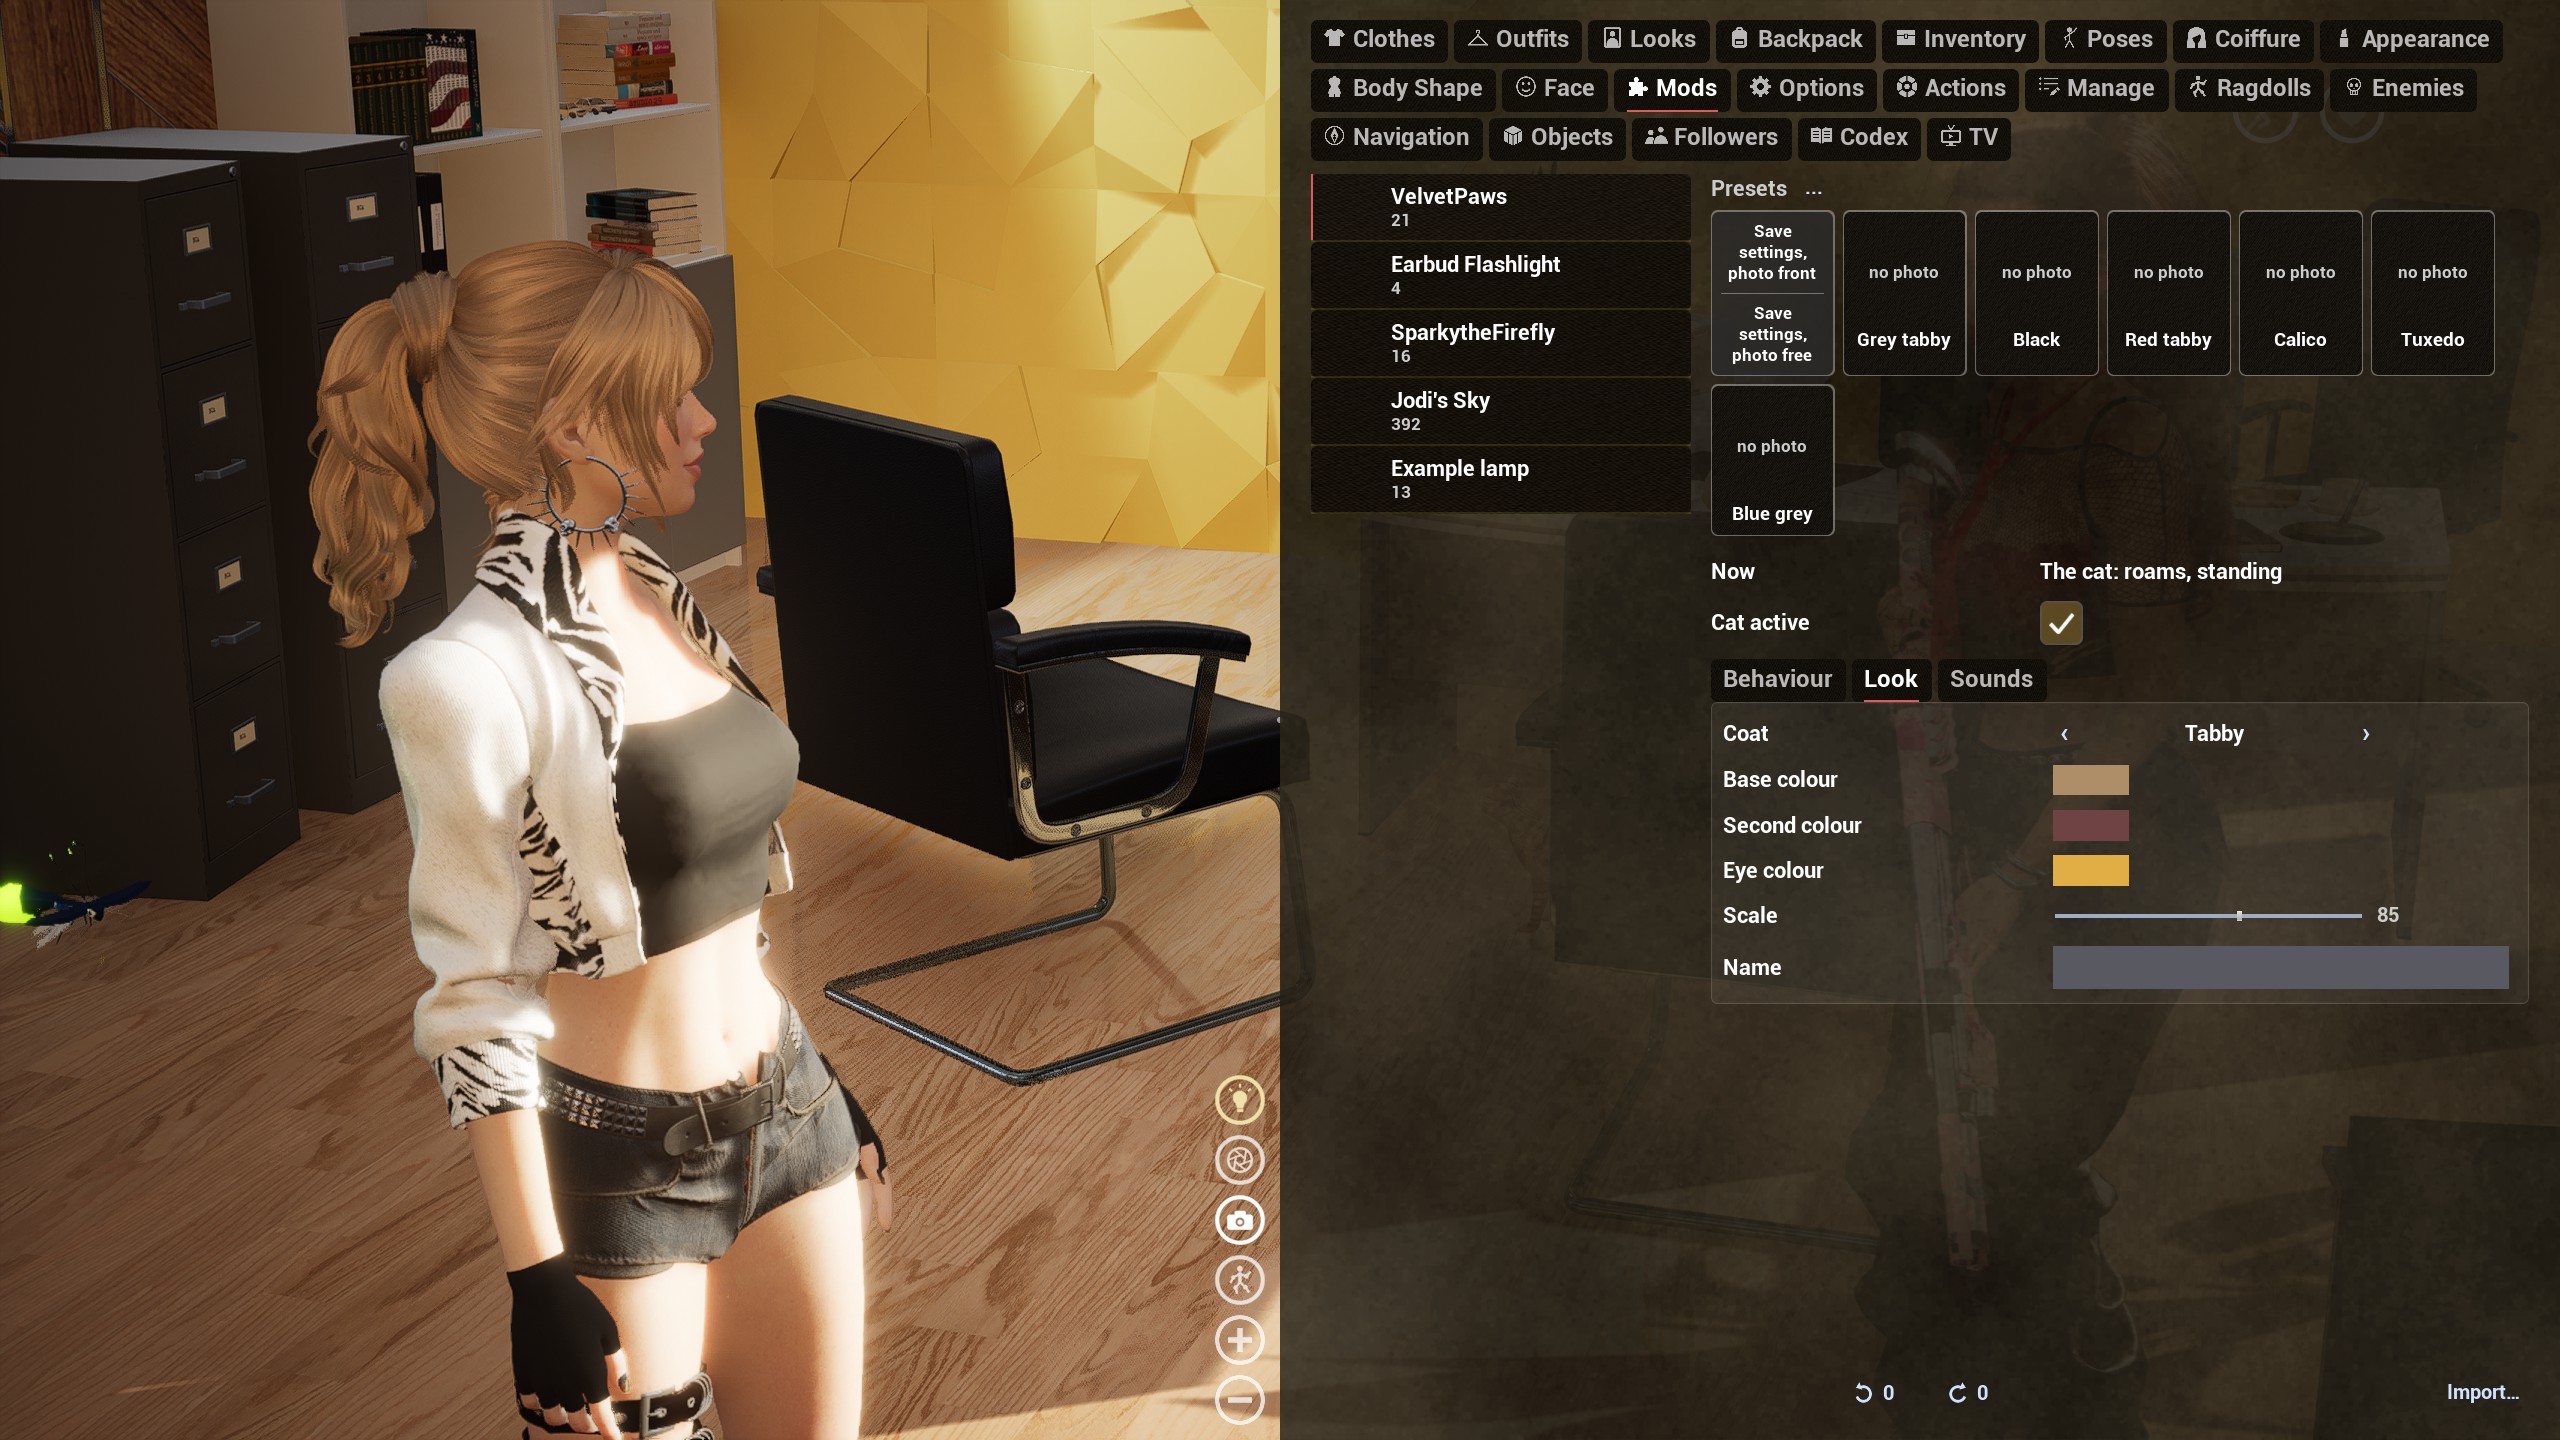 Clothes Outfits Looks Backpack Inventory Poses Coiffure Appearance
Body Shape Face Mods Options Actions Manage Ragdolls Enemies
Navigation Objects Followers Codex TV
VelvetPaws
21
Earbud Flashlight
4
SparkytheFirefly
16
Jodi's Sky
392
Example lamp
13
Presets ...
Save
settings,
photo front
Save
settings,
photo free
no photo
Grey tabby
no photo
Black
no photo
Red tabby
no photo
Calico
no photo
Tuxedo
no photo
Blue grey
Now The cat: roams, standing
Cat active
Behaviour Look Sounds
Coat ‹ Tabby ›
Base colour
Second colour
Eye colour
Scale 85
Name
0 0 Import...